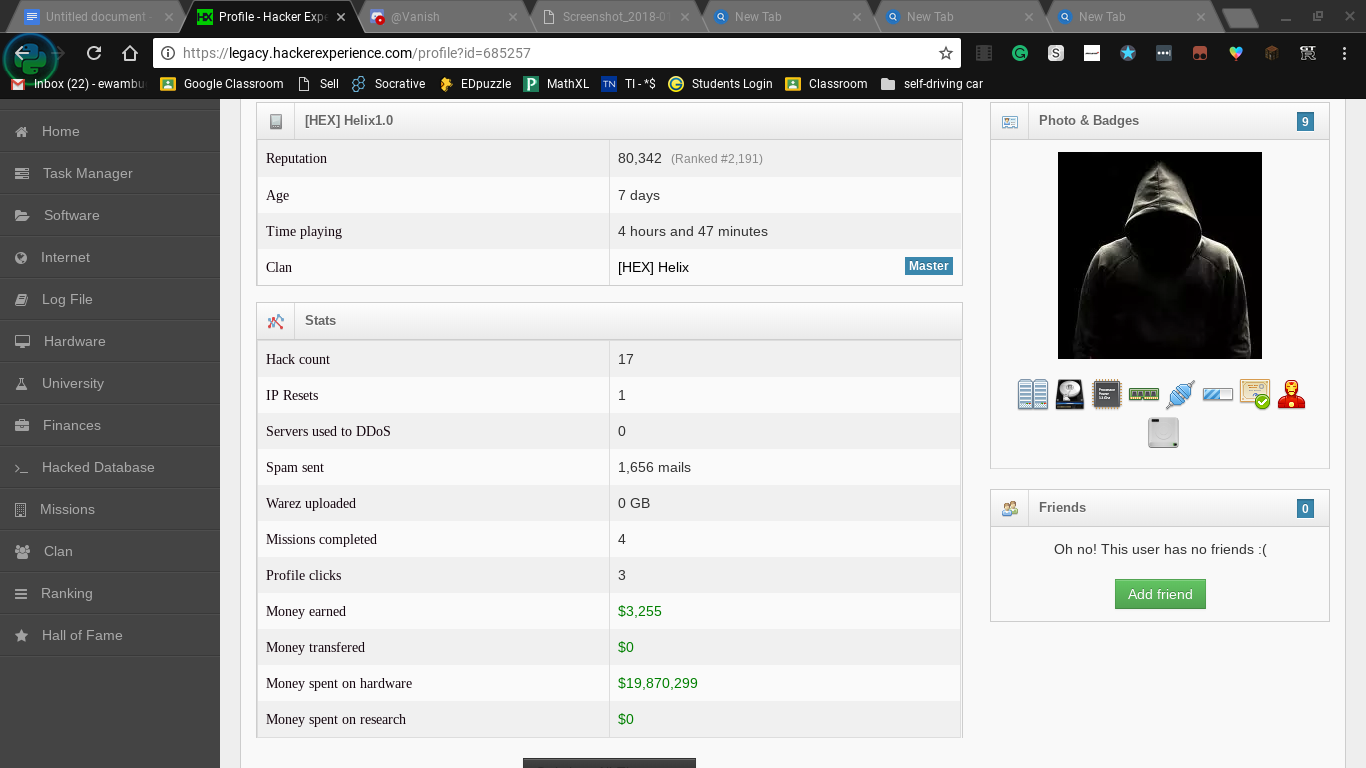 Untitled document -
Profile - Hacker Expe
@Vanish
Screenshot_2018-01
New Tab
New Tab
New Tab
https://legacy.hackerexperience.com/profile?id=685257
Inbox (22) - ewambu
Google Classroom
Sell
Socrative
EDpuzzle
MathXL
TI - *$
Students Login
Classroom
self-driving car
Home
Task Manager
Software
Internet
Log File
Hardware
University
Finances
Hacked Database
Missions
Clan
Ranking
Hall of Fame
[HEX] Helix1.0
Reputation 80,342 (Ranked #2,191)
Age 7 days
Time playing 4 hours and 47 minutes
Clan [HEX] Helix Master
Stats
Hack count 17
IP Resets 1
Servers used to DDoS 0
Spam sent 1,656 mails
Warez uploaded 0 GB
Missions completed 4
Profile clicks 3
Money earned $3,255
Money transfered $0
Money spent on hardware $19,870,299
Money spent on research $0
Photo & Badges 9
Friends 0
Oh no! This user has no friends :(
Add friend